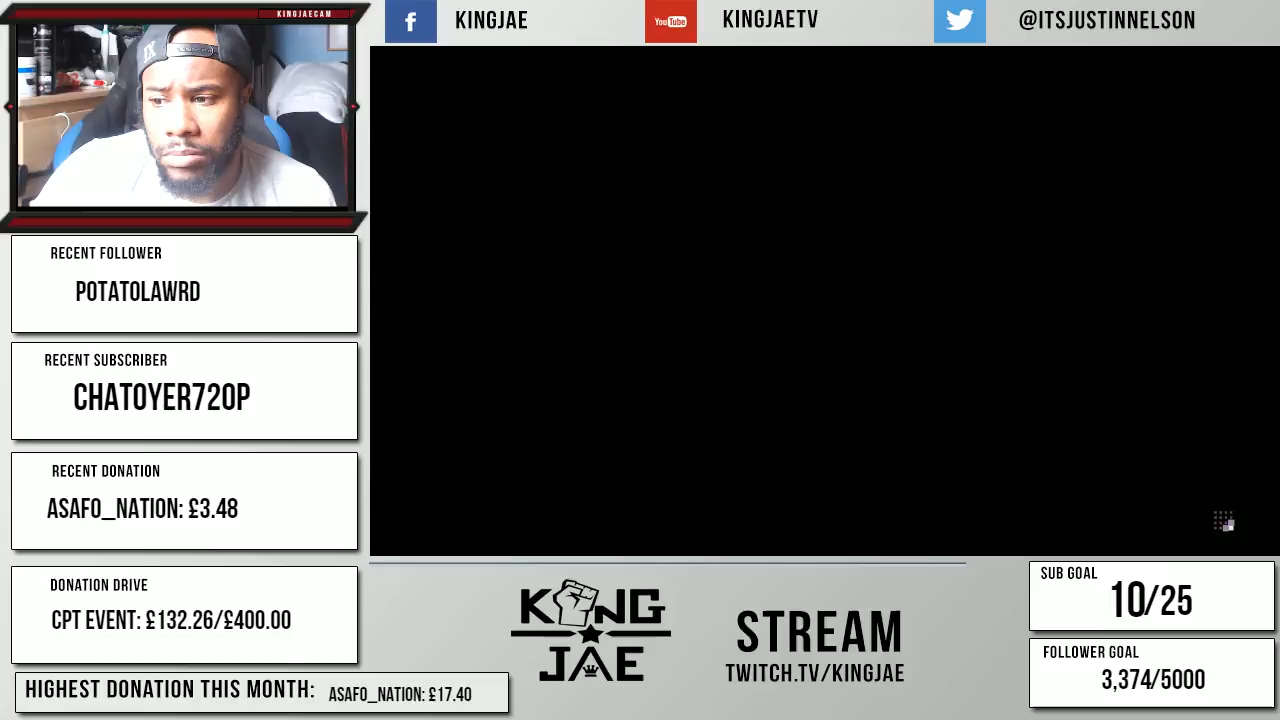 KINGJAECAM
f KINGJAE
YouTube KINGJAETV
@ITSJUSTINNELSON
IX
RECENT FOLLOWER
POTATOLAWRD
RECENT SUBSCRIBER
CHATOYER720P
RECENT DONATION
ASAFO_NATION: £3.48
DONATION DRIVE
CPT EVENT: £132.26/£400.00
HIGHEST DONATION THIS MONTH: ASAFO_NATION: £17.40
KING
JAE
STREAM
TWITCH.TV/KINGJAE
SUB GOAL
10/25
FOLLOWER GOAL
3,374/5000